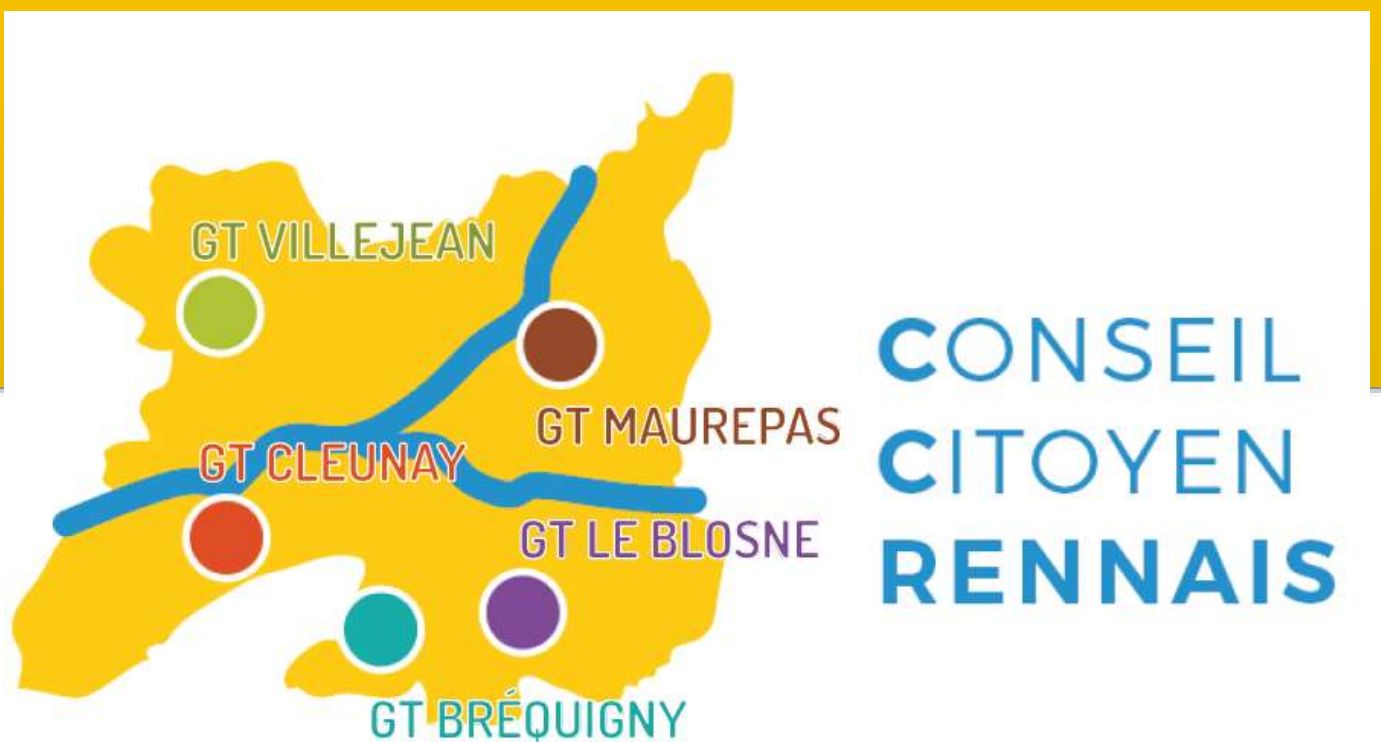 GT VILLEJEAN
GT MAUREPAS
GT CLEUNAY
GT LE BLOSNE
GT BRÉQUIGNY
CONSEIL
CITOYEN
RENNAIS